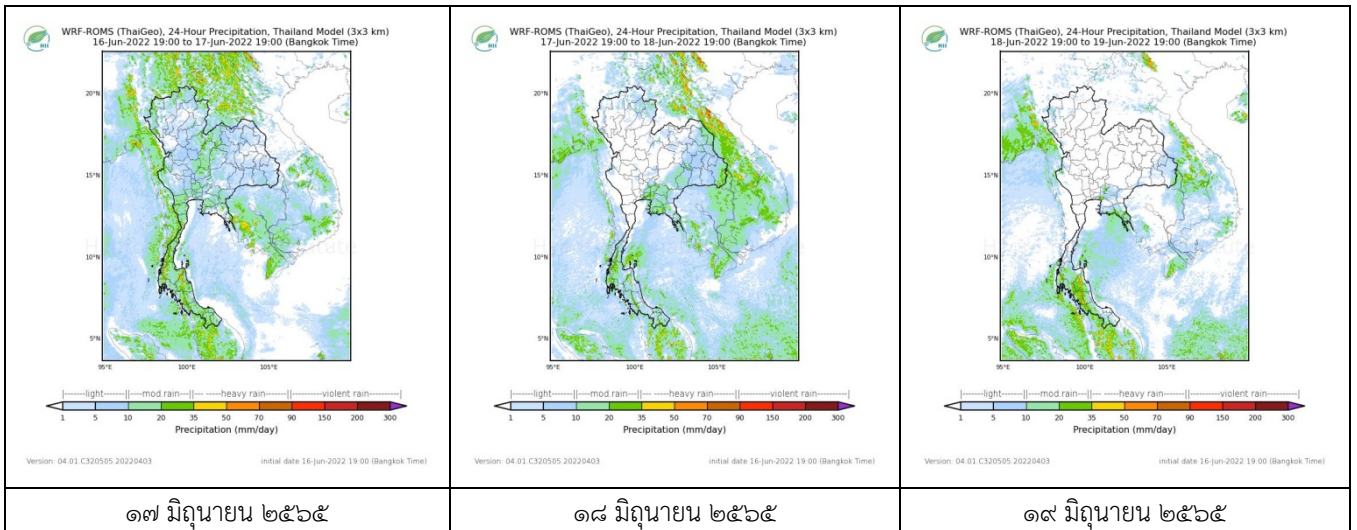 WRF-ROMS (ThaiGeo), 24-Hour Precipitation, Thailand Model (3x3 km)
16-Jun-2022 19:00 to 17-Jun-2022 19:00 (Bangkok Time)
HII
20°N
15°N
10°N
5°N
95°E 100°E 105°E
|-------light-------||---mod.rain---||--- ---heavy rain---||-------violent rain-------|
1 5 10 20 35 50 70 90 150 200 300
Precipitation (mm/day)
Version: 04.01.C320505.20220403 initial date 16-Jun-2022 19:00 (Bangkok Time)
๑๗ มิถุนายน ๒๕๖๕
WRF-ROMS (ThaiGeo), 24-Hour Precipitation, Thailand Model (3x3 km)
17-Jun-2022 19:00 to 18-Jun-2022 19:00 (Bangkok Time)
HII
20°N
15°N
10°N
5°N
95°E 100°E 105°E
|-------light-------||---mod.rain---||--- ---heavy rain---||-------violent rain-------|
1 5 10 20 35 50 70 90 150 200 300
Precipitation (mm/day)
Version: 04.01.C320505.20220403 initial date 16-Jun-2022 19:00 (Bangkok Time)
๑๘ มิถุนายน ๒๕๖๕
WRF-ROMS (ThaiGeo), 24-Hour Precipitation, Thailand Model (3x3 km)
18-Jun-2022 19:00 to 19-Jun-2022 19:00 (Bangkok Time)
HII
20°N
15°N
10°N
5°N
95°E 100°E 105°E
|-------light-------||---mod.rain---||--- ---heavy rain---||-------violent rain-------|
1 5 10 20 35 50 70 90 150 200 300
Precipitation (mm/day)
Version: 04.01.C320505.20220403 initial date 16-Jun-2022 19:00 (Bangkok Time)
๑๙ มิถุนายน ๒๕๖๕